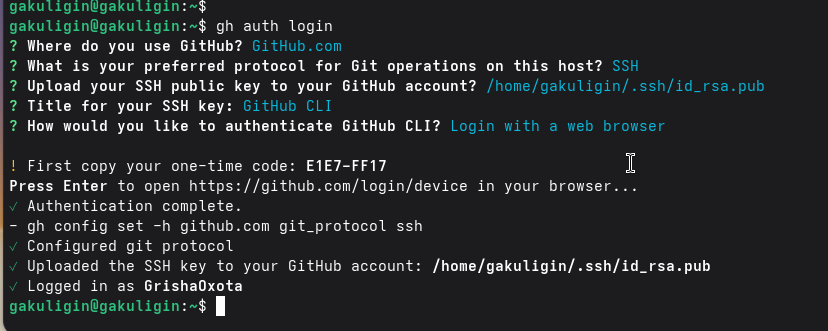 gakuligin@gakuligin:~$
gakuligin@gakuligin:~$ gh auth login
? Where do you use GitHub? GitHub.com
? What is your preferred protocol for Git operations on this host? SSH
? Upload your SSH public key to your GitHub account? /home/gakuligin/.ssh/id_rsa.pub
? Title for your SSH key: GitHub CLI
? How would you like to authenticate GitHub CLI? Login with a web browser
! First copy your one-time code: E1E7-FF17
Press Enter to open https://github.com/login/device in your browser...
✓ Authentication complete.
- gh config set -h github.com git_protocol ssh
✓ Configured git protocol
✓ Uploaded the SSH key to your GitHub account: /home/gakuligin/.ssh/id_rsa.pub
✓ Logged in as GrishaOxota
gakuligin@gakuligin:~$